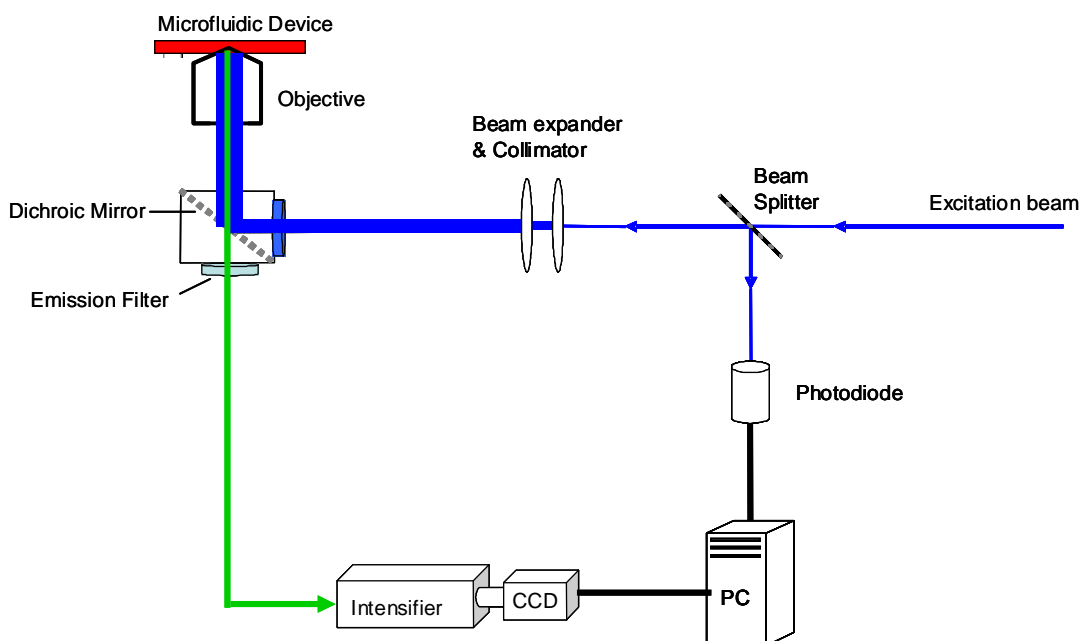 Microfluidic Device
Objective
Beam expander
& Collimator
Beam
Splitter
Excitation beam
Dichroic Mirror
Emission Filter
Photodiode
Intensifier
CCD
PC